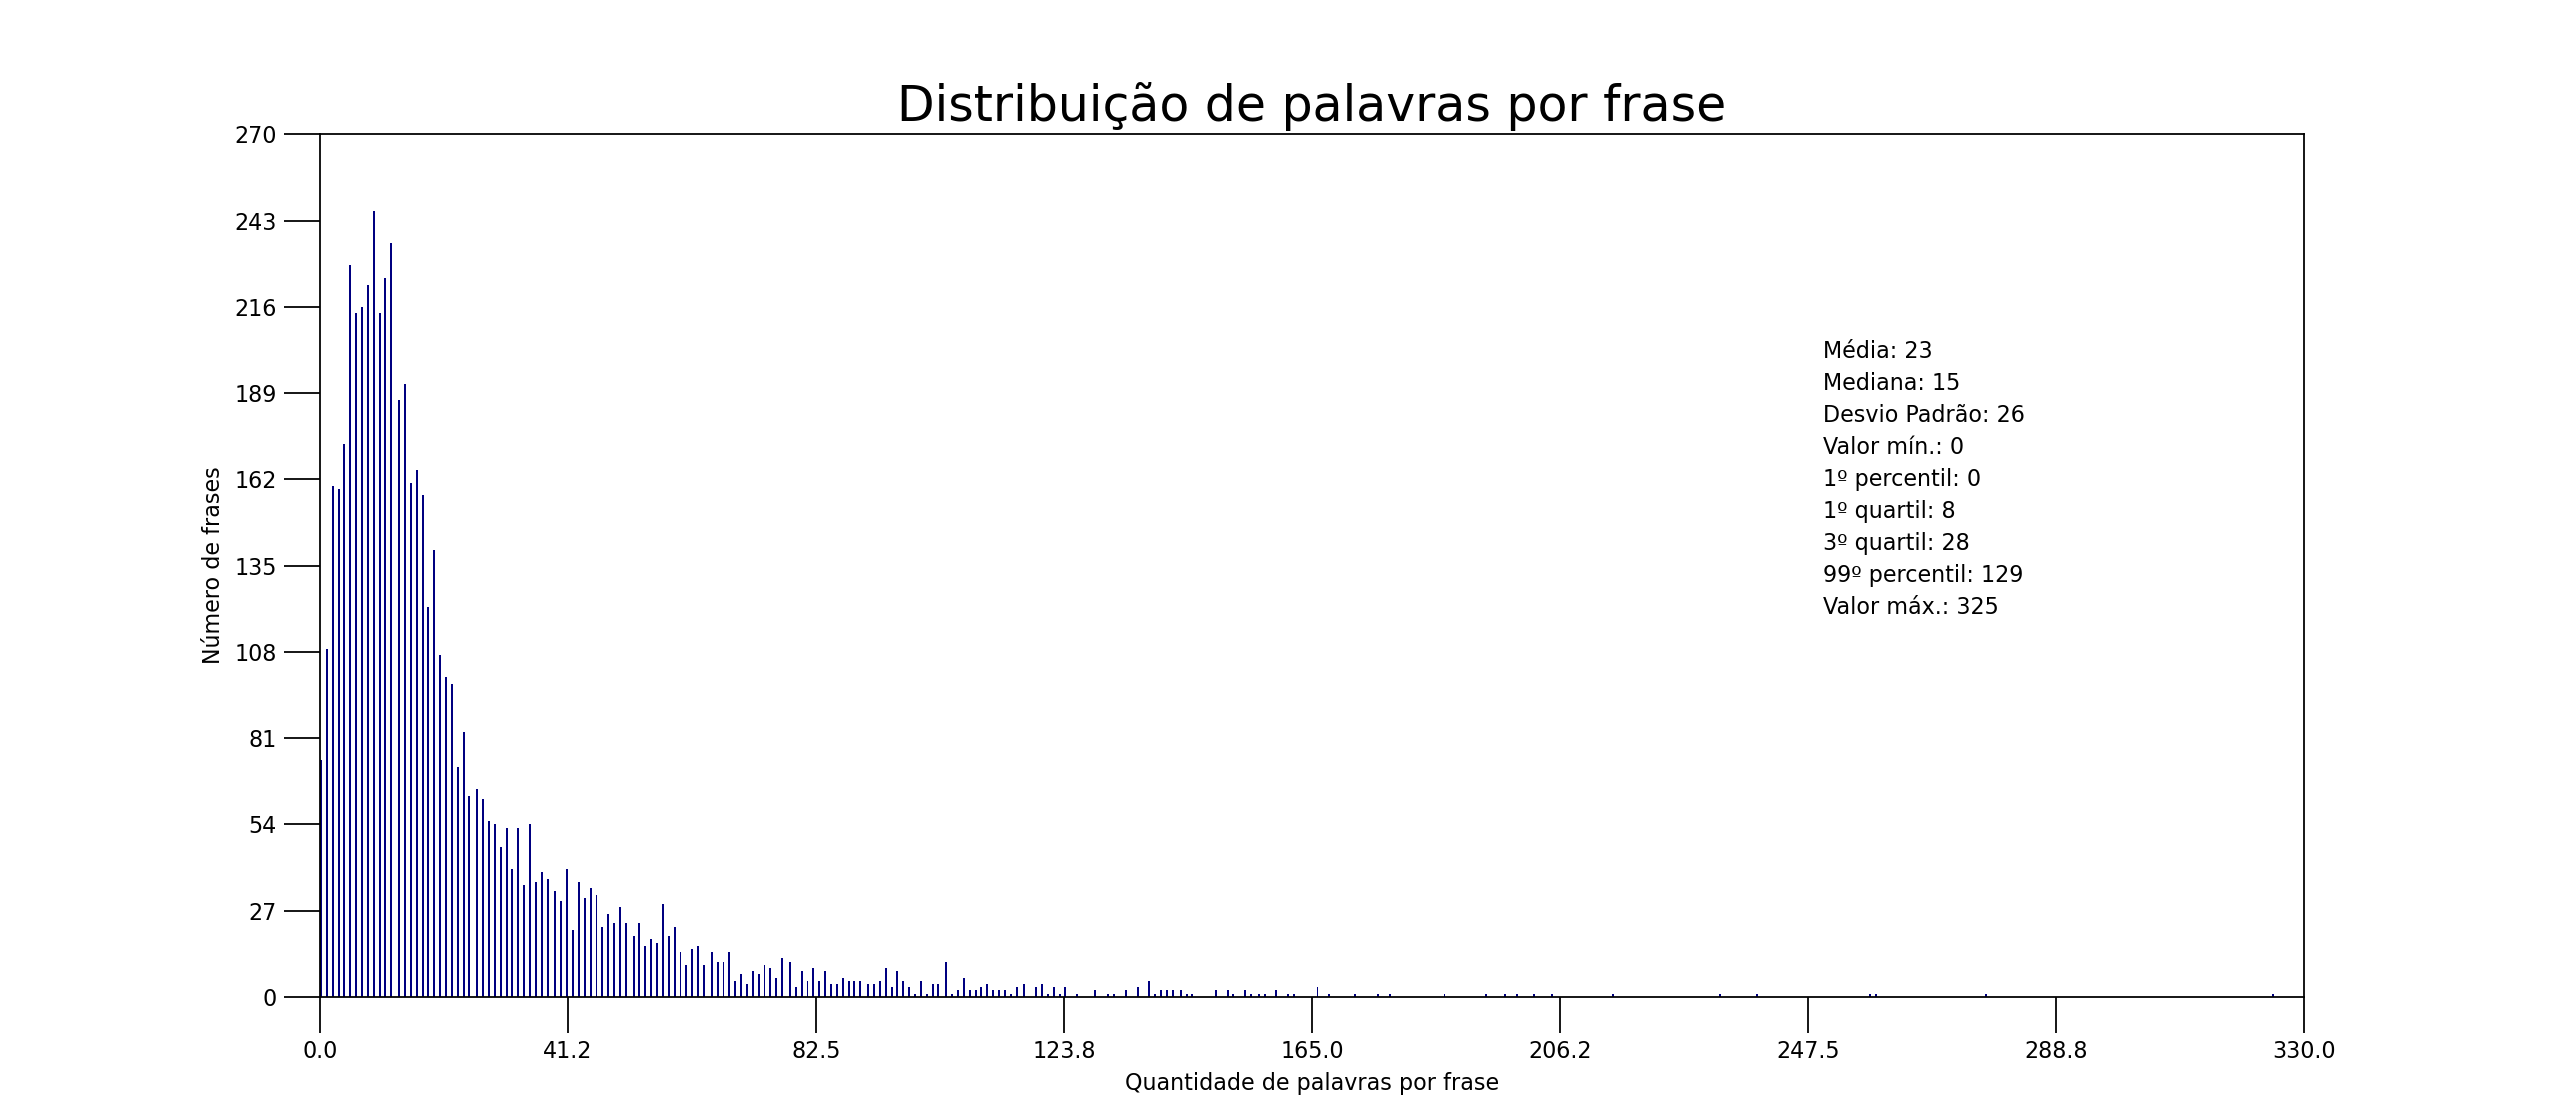 Distribuição de palavras por frase
270
243
216
189
162
135
108
81
54
27
0
Número de frases
Média: 23
Mediana: 15
Desvio Padrão: 26
Valor mín.: 0
1º percentil: 0
1º quartil: 8
3º quartil: 28
99º percentil: 129
Valor máx.: 325
0.0 41.2 82.5 123.8 165.0 206.2 247.5 288.8 330.0
Quantidade de palavras por frase